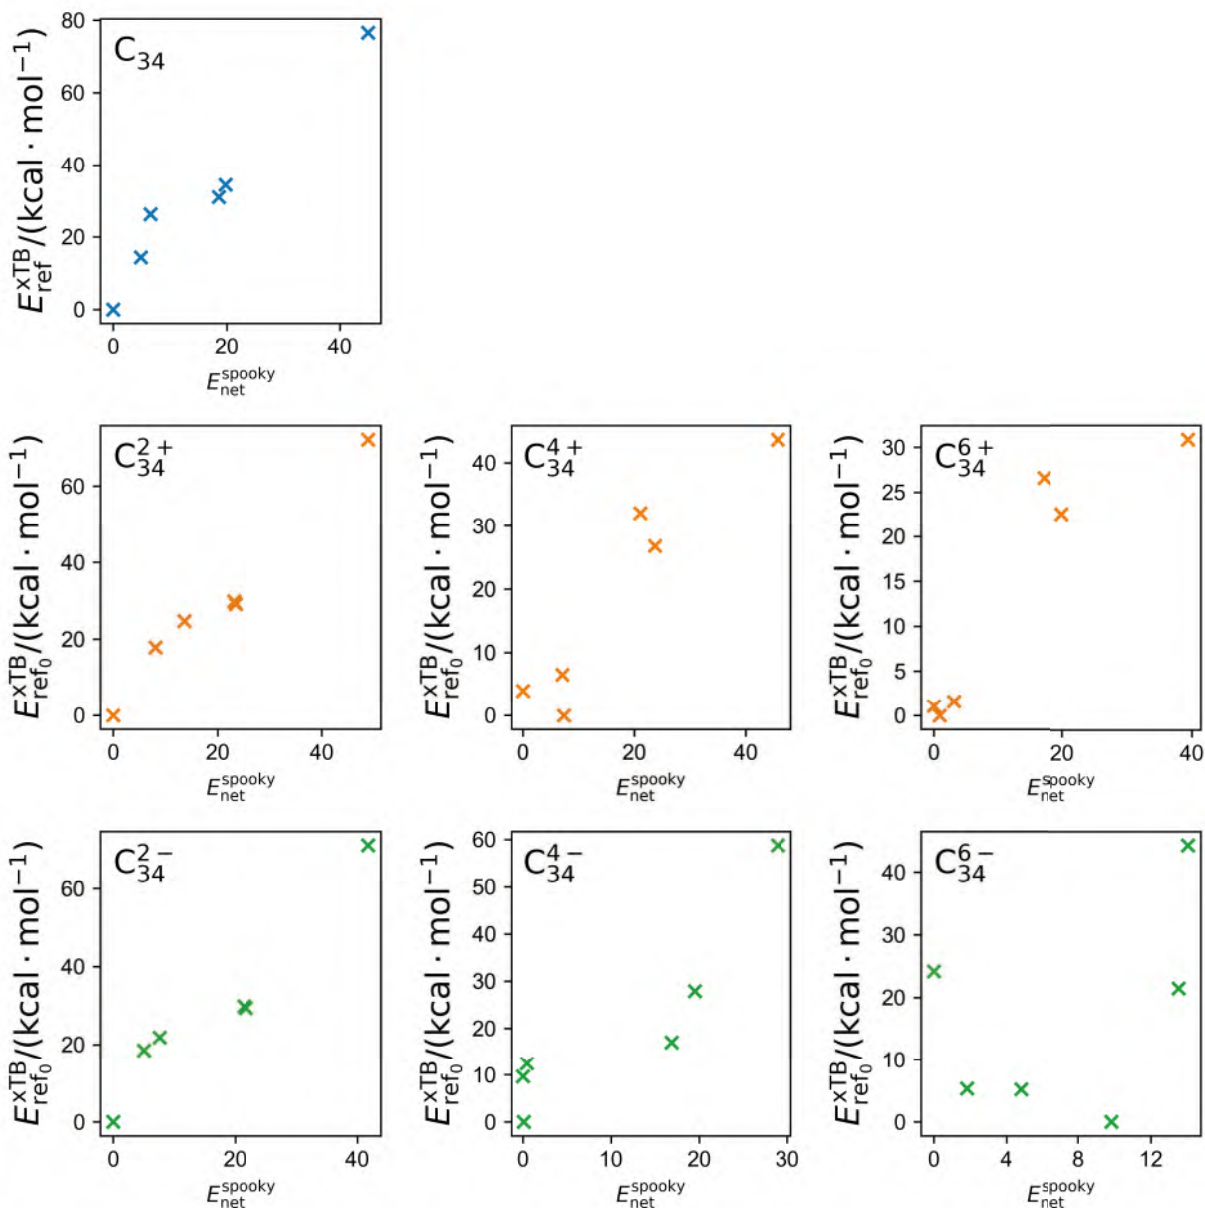 C34
E_ref^xTB/(kcal · mol⁻¹)
80
60
40
20
0
0 20 40
E_net^spooky
C34^2+
E_ref0^xTB/(kcal · mol⁻¹)
60
40
20
0
0 20 40
E_net^spooky
C34^4+
E_ref0^xTB/(kcal · mol⁻¹)
40
30
20
10
0
0 20 40
E_net^spooky
C34^6+
E_ref0^xTB/(kcal · mol⁻¹)
30
25
20
15
10
5
0
0 20 40
E_net^spooky
C34^2−
E_ref0^xTB/(kcal · mol⁻¹)
60
40
20
0
0 20 40
E_net^spooky
C34^4−
E_ref0^xTB/(kcal · mol⁻¹)
60
50
40
30
20
10
0
0 10 20 30
E_net^spooky
C34^6−
E_ref0^xTB/(kcal · mol⁻¹)
40
30
20
10
0
0 4 8 12
E_net^spooky